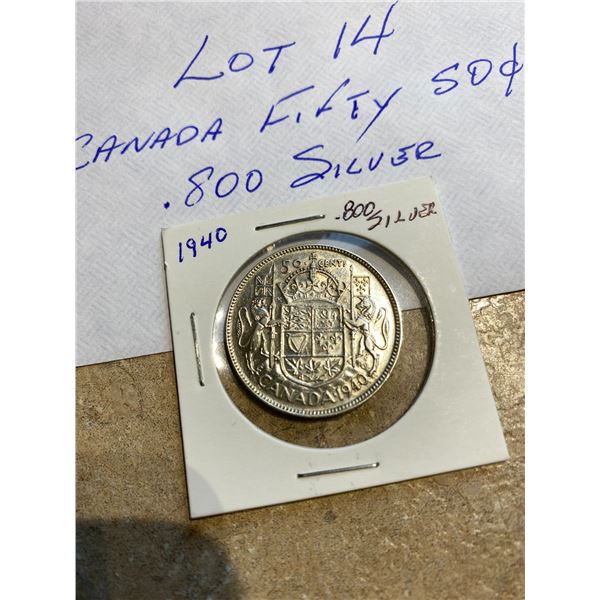 LOT 14
CANADA FIFTY 50¢
.800 SILVER
1940
.800 SILVER
50 CENTS
CANADA 1940